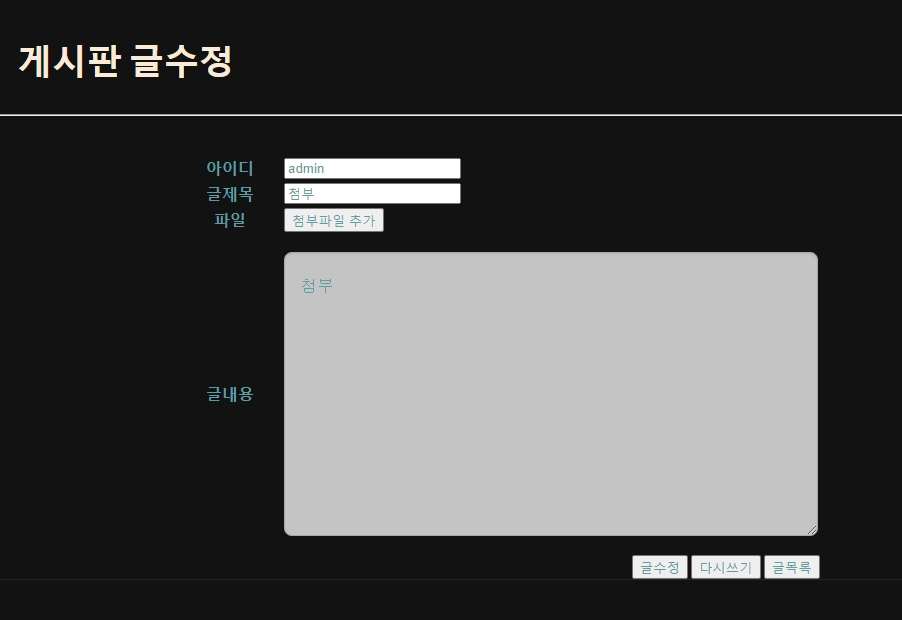 게시판 글수정
아이디 admin
글제목 첨부
파일 첨부파일 추가
첨부
글내용
글수정 다시쓰기 글목록